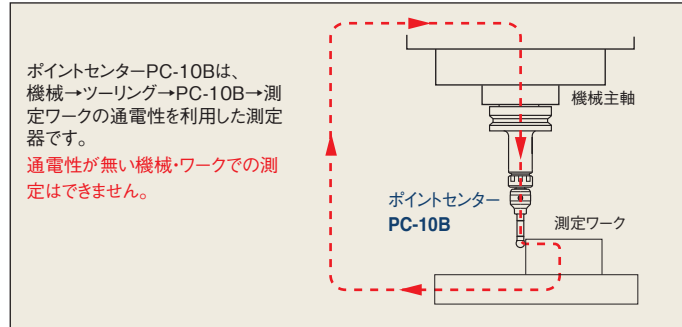 ポイントセンターPC-10Bは、
機械→ツーリング→PC-10B→測
定ワークの通電性を利用した測定
器です。
通電性が無い機械・ワークでの測
定はできません。
機械主軸
ポイントセンター
PC-10B
測定ワーク